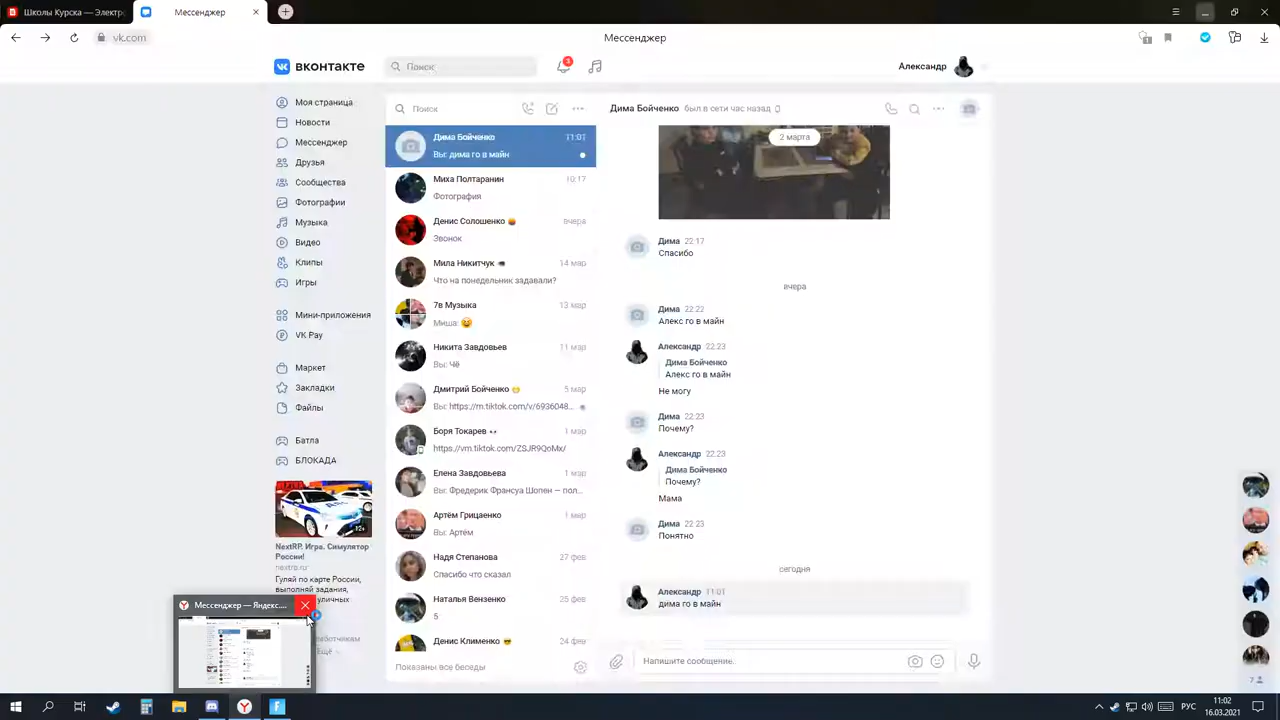 Школы Курска — Электр
Мессенджер
vk.com
Мессенджер
вконтакте
Поиск
3
Александр
Моя страница
Новости
Мессенджер
Друзья
Сообщества
Фотографии
Музыка
Видео
Клипы
Игры
Мини-приложения
VK Pay
Маркет
Закладки
Файлы
Батла
БЛОКАДА
12+
NextRP. Игра. Симулятор
России!
nextrp.ru
Гуляй по карте России,
выполняй задания,
уличных
Поиск
Дима Бойченко 11:01
Вы: дима го в майн
Миха Полтаранин 10:17
Фотография
Денис Солошенко вчера
Звонок
Мила Никитчук 14 мар
Что на понедельник задавали?
7в Музыка 13 мар
Миша:
Никита Завдовьев 11 мар
Вы: Чё
Дмитрий Бойченко 5 мар
Вы: https://m.tiktok.com/v/6936048...
Боря Токарев 1 мар
https://vm.tiktok.com/ZSJR9QoMx/
Елена Завдовьева 1 мар
Вы: Фредерик Франсуа Шопен — пол...
Артём Грицаенко 1 мар
Вы: Артём
Надя Степанова 27 фев
Спасибо что сказал
Наталья Вензенко 25 фев
5
Денис Клименко 24 фев
Показаны все беседы
Дима Бойченко был в сети час назад
2 марта
Дима 22:17
Спасибо
вчера
Дима 22:22
Алекс го в майн
Александр 22:23
Дима Бойченко
Алекс го в майн
Не могу
Дима 22:23
Почему?
Александр 22:23
Дима Бойченко
Почему?
Мама
Дима 22:23
Понятно
сегодня
Александр 11:01
дима го в майн
Напишите сообщение..
7
Мессенджер — Яндекс....
РУС
11:02
16.03.2021